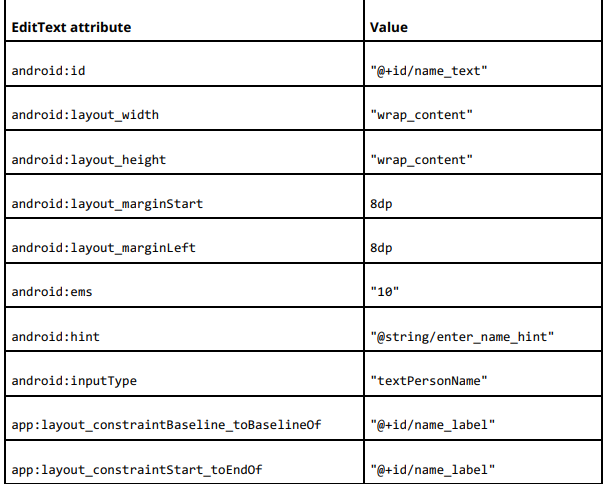 EditText attribute Value
android:id "@+id/name_text"
android:layout_width "wrap_content"
android:layout_height "wrap_content"
android:layout_marginStart 8dp
android:layout_marginLeft 8dp
android:ems "10"
android:hint "@string/enter_name_hint"
android:inputType "textPersonName"
app:layout_constraintBaseline_toBaselineOf "@+id/name_label"
app:layout_constraintStart_toEndOf "@+id/name_label"